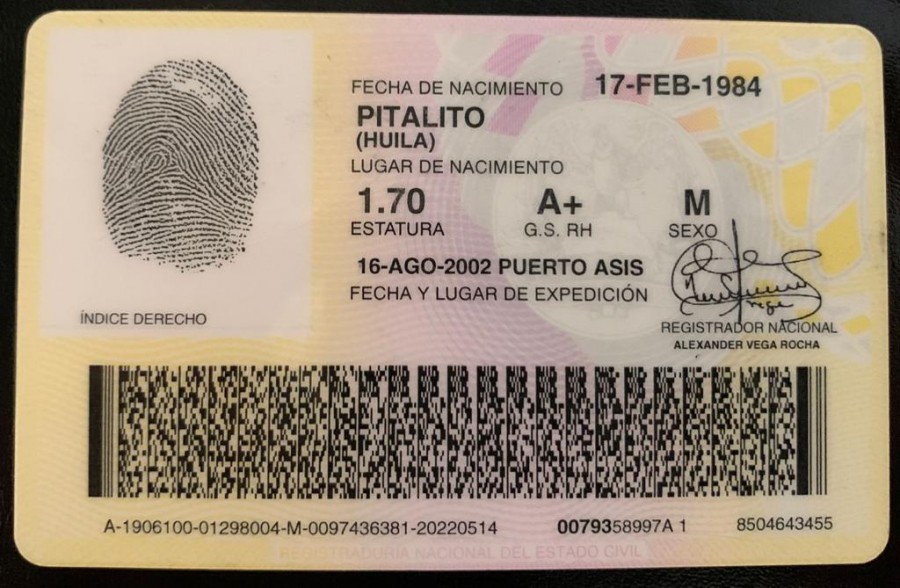 FECHA DE NACIMIENTO 17-FEB-1984
PITALITO
(HUILA)
LUGAR DE NACIMIENTO
1.70 A+ M
ESTATURA G.S. RH SEXO
16-AGO-2002 PUERTO ASIS
FECHA Y LUGAR DE EXPEDICIÓN
ÍNDICE DERECHO
REGISTRADOR NACIONAL
ALEXANDER VEGA ROCHA
A-1906100-01298004-M-0097436381-20220514 0079358997A 1 8504643455
REGISTRADURIA NACIONAL DEL ESTADO CIVIL